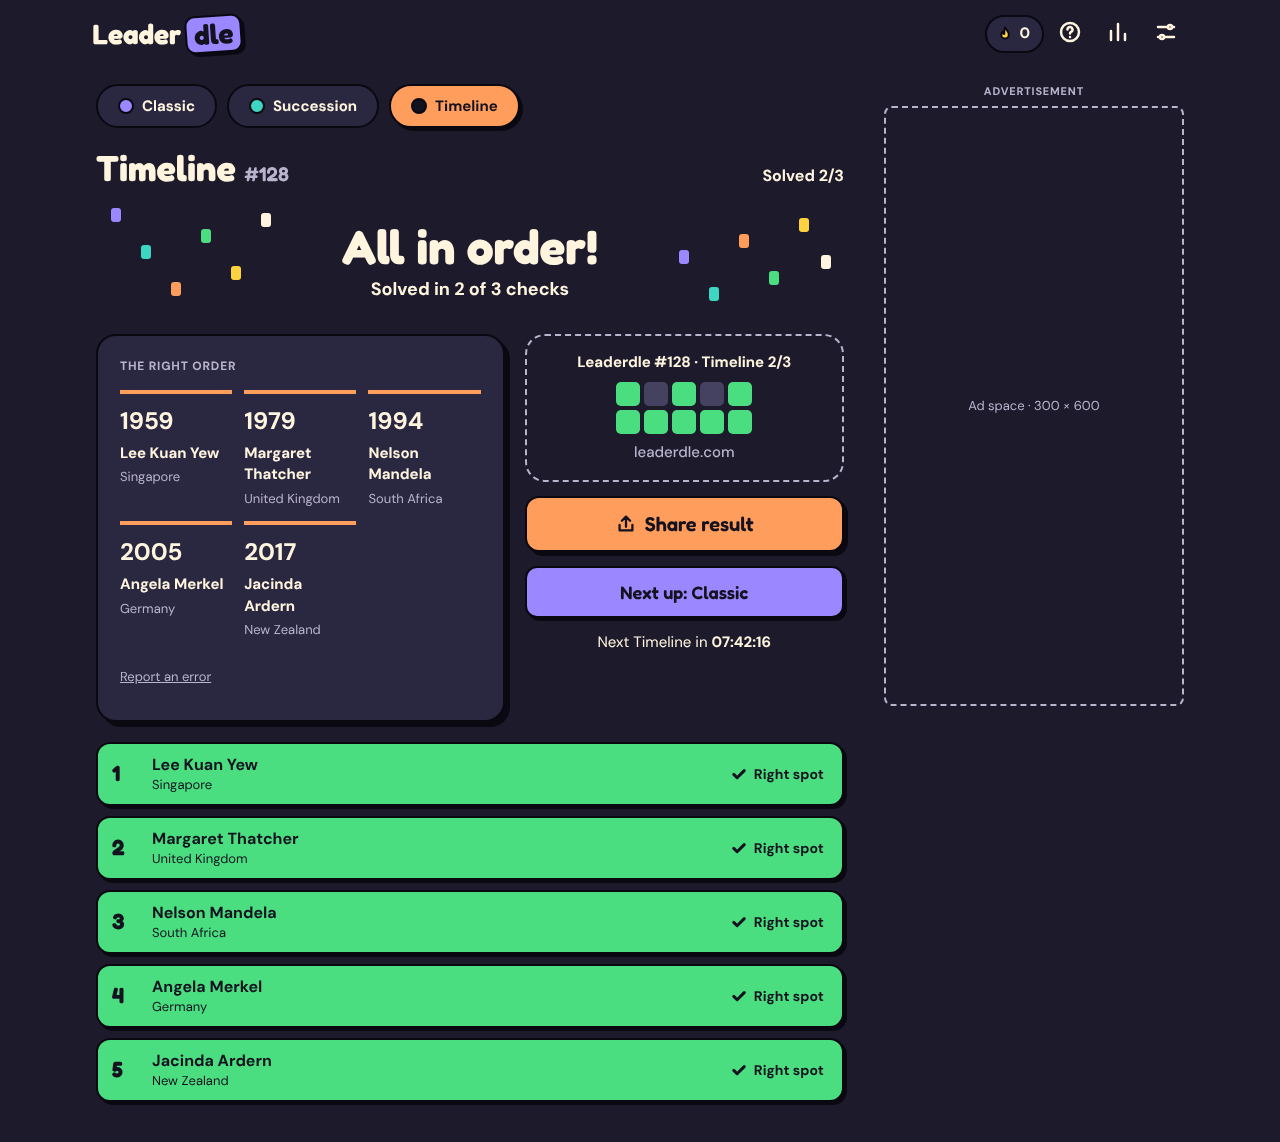 Leader dle
0
Classic
Succession
Timeline
ADVERTISEMENT
Timeline #128
Solved 2/3
All in order!
Solved in 2 of 3 checks
THE RIGHT ORDER
1959
Lee Kuan Yew
Singapore
1979
Margaret
Thatcher
United Kingdom
1994
Nelson
Mandela
South Africa
2005
Angela Merkel
Germany
2017
Jacinda
Ardern
New Zealand
Report an error
Leaderdle #128 · Timeline 2/3
leaderdle.com
Share result
Next up: Classic
Next Timeline in 07:42:16
Ad space · 300 × 600
1
Lee Kuan Yew
Singapore
Right spot
2
Margaret Thatcher
United Kingdom
Right spot
3
Nelson Mandela
South Africa
Right spot
4
Angela Merkel
Germany
Right spot
5
Jacinda Ardern
New Zealand
Right spot